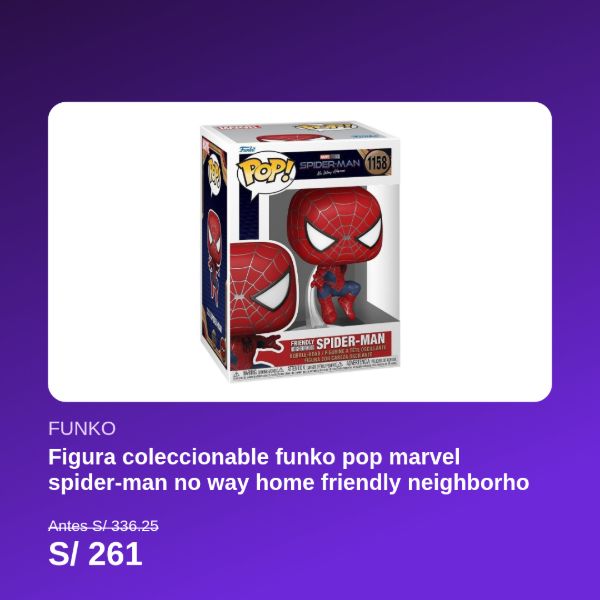 Funko
POP!
MARVEL STUDIOS
SPIDER-MAN
No Way Home
1158
FRIENDLY
SPIDER-MAN
FUNKO
Figura coleccionable funko pop marvel
spider-man no way home friendly neighborho
Antes S/ 336.25
S/ 261